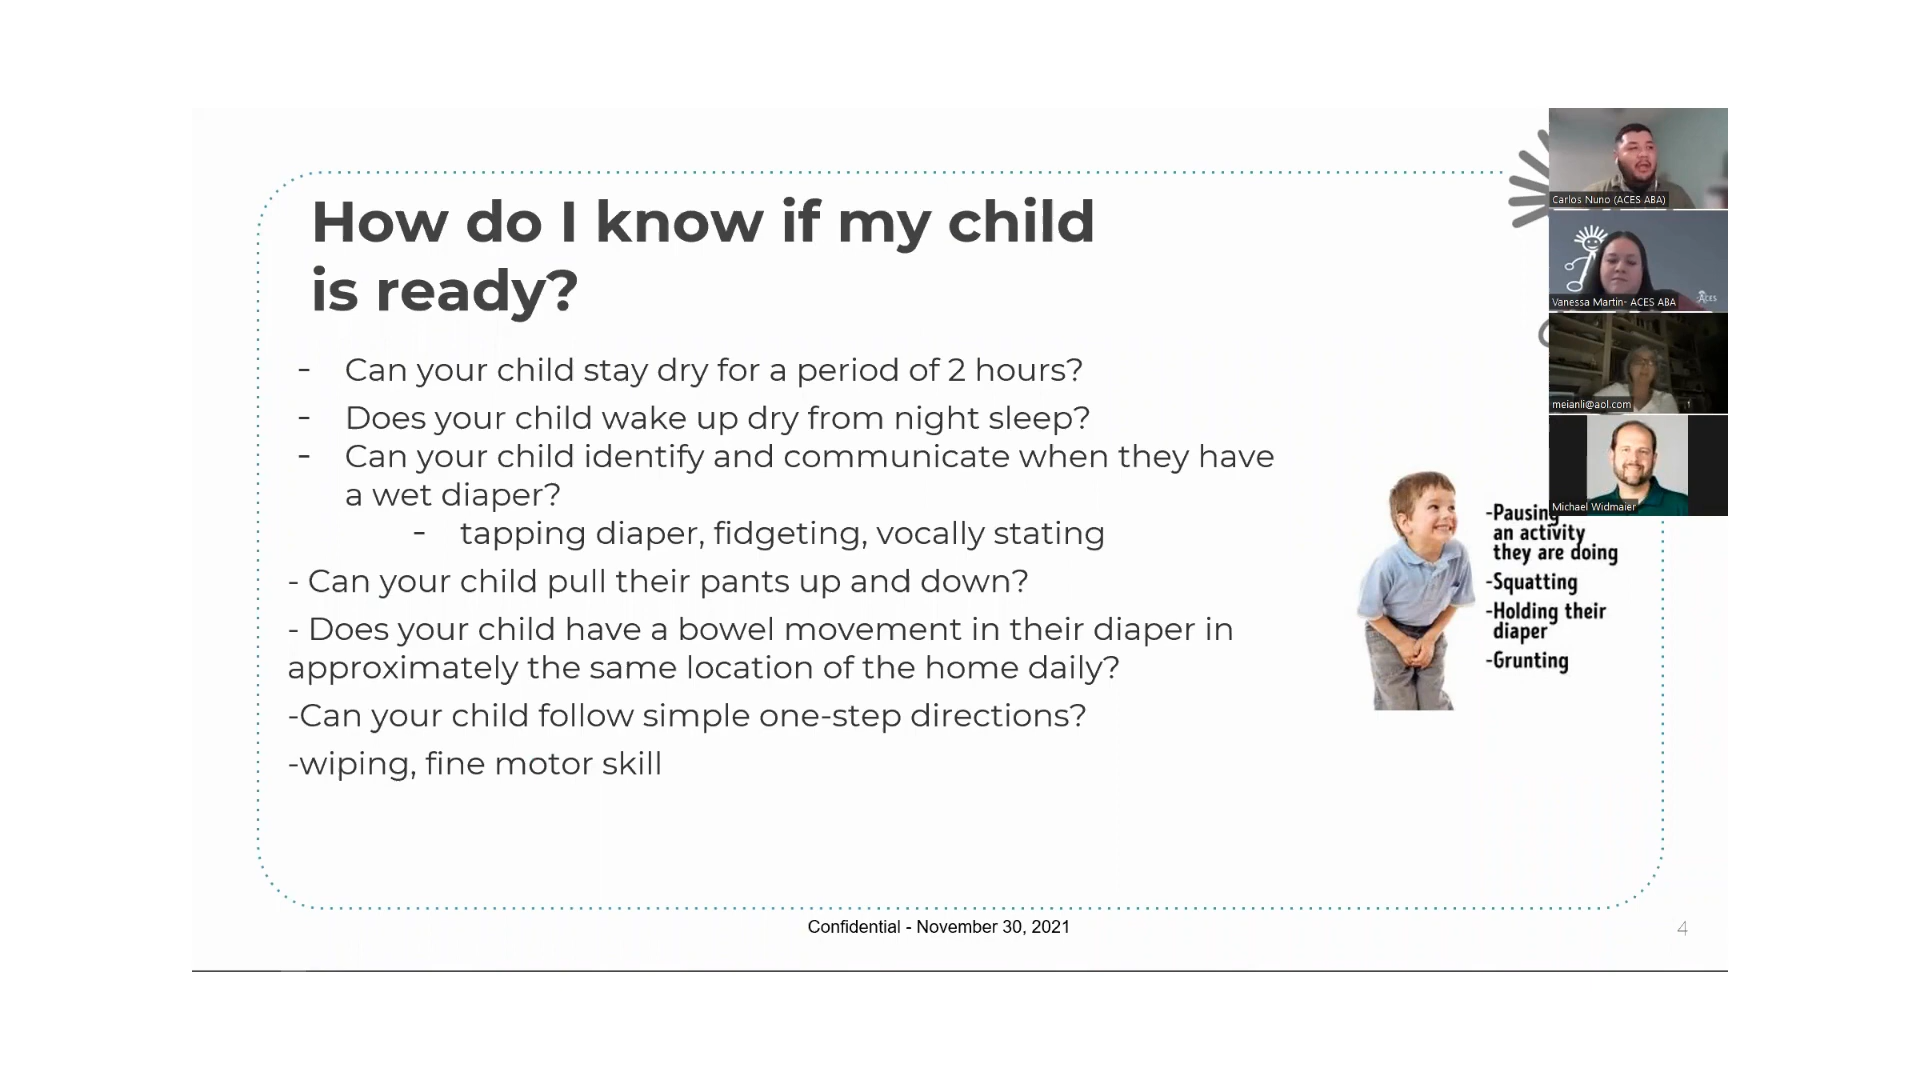 How do I know if my child
is ready?
- Can your child stay dry for a period of 2 hours?
- Does your child wake up dry from night sleep?
- Can your child identify and communicate when they have
a wet diaper?
- tapping diaper, fidgeting, vocally stating
- Can your child pull their pants up and down?
- Does your child have a bowel movement in their diaper in
approximately the same location of the home daily?
-Can your child follow simple one-step directions?
-wiping, fine motor skill
-Pausing
an activity
they are doing
-Squatting
-Holding their
diaper
-Grunting
Carlos Nuno (ACES ABA)
Vanessa Martin- ACES ABA
ACES
meianli@aol.com
Michael Widmaier
Confidential - November 30, 2021
4